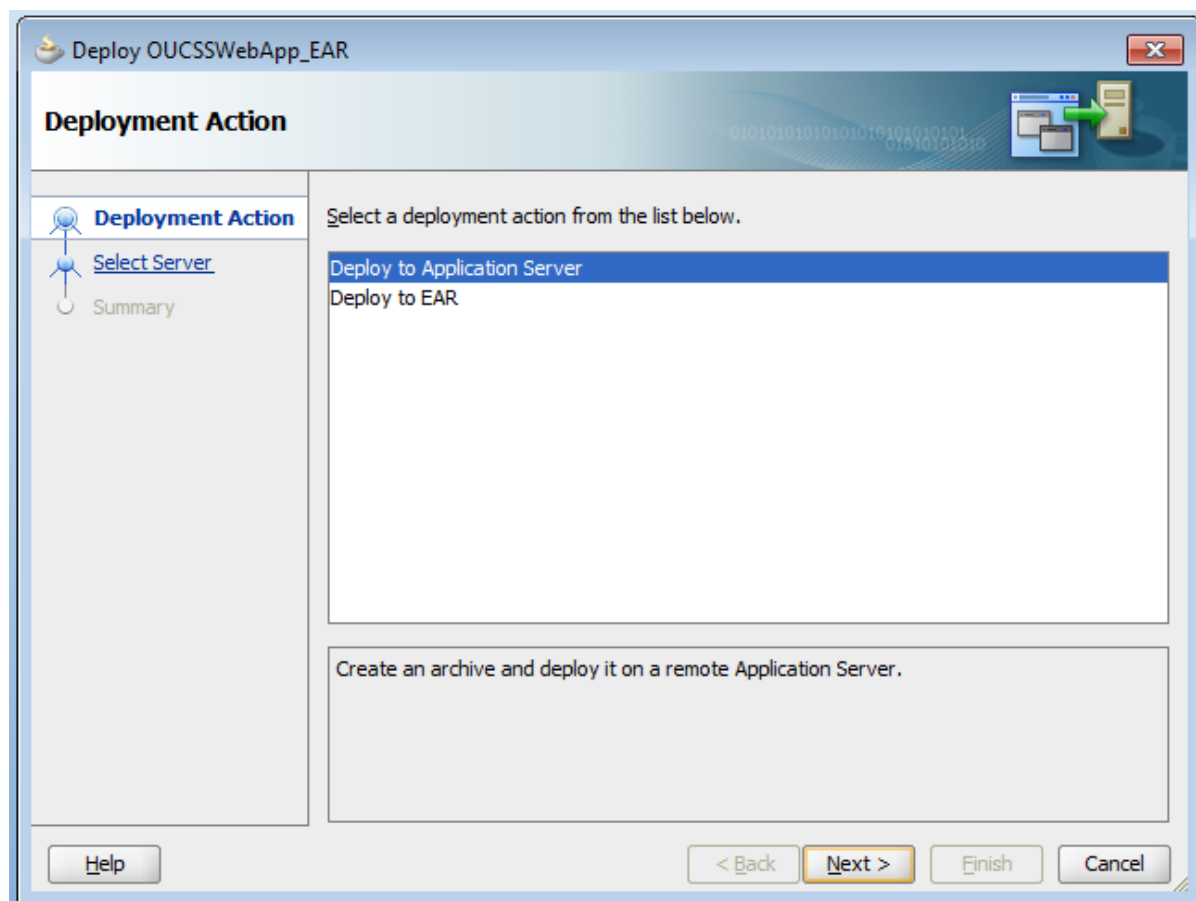 Deploy OUCSSWebApp_EAR
Deployment Action
010101010101010101010101
01010101010
Deployment Action
Select Server
Summary
Select a deployment action from the list below.
Deploy to Application Server
Deploy to EAR
Create an archive and deploy it on a remote Application Server.
Help
< Back
Next >
Finish
Cancel